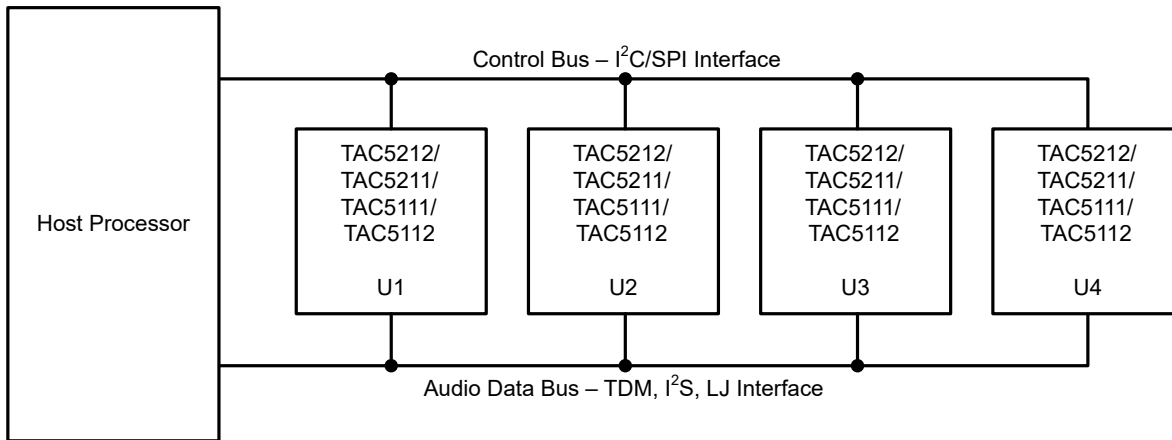 Control Bus – I²C/SPI Interface
Host Processor
TAC5212/
TAC5211/
TAC5111/
TAC5112
U1
TAC5212/
TAC5211/
TAC5111/
TAC5112
U2
TAC5212/
TAC5211/
TAC5111/
TAC5112
U3
TAC5212/
TAC5211/
TAC5111/
TAC5112
U4
Audio Data Bus – TDM, I²S, LJ Interface